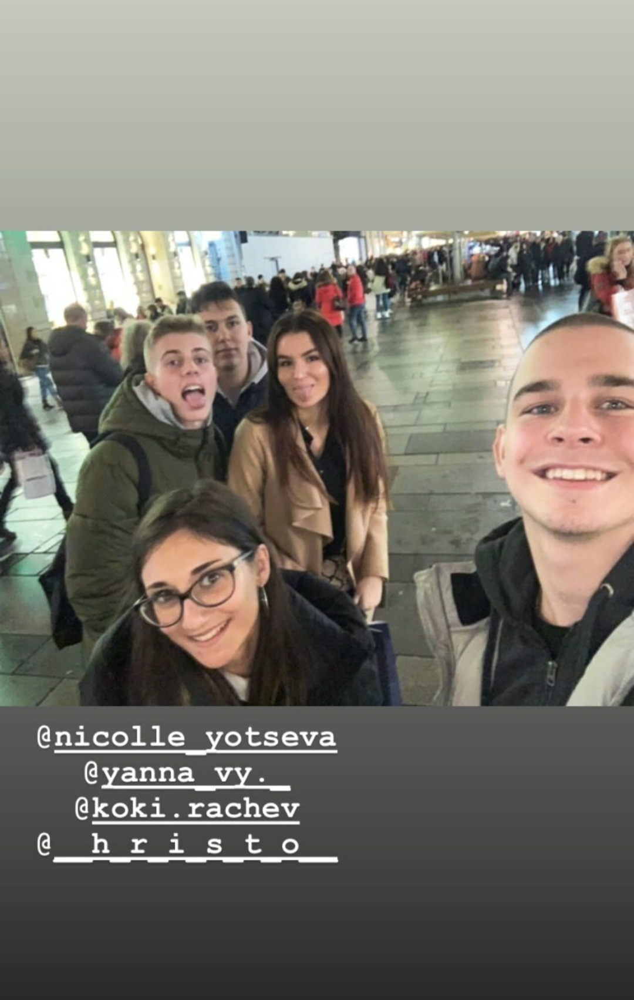 @nicolle_yotseva
@yanna_vy._
@koki.rachev
@__h_r_i_s_t_o__